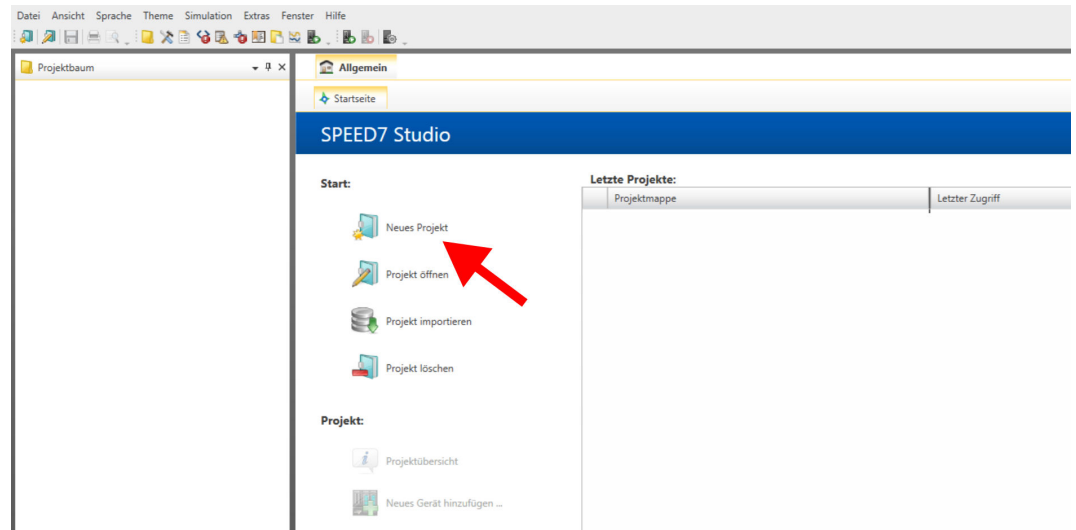 Datei Ansicht Sprache Theme Simulation Extras Fenster Hilfe
Projektbaum
Allgemein
Startseite
SPEED7 Studio
Start:
Neues Projekt
Projekt öffnen
Projekt importieren
Projekt löschen
Projekt:
Projektübersicht
Neues Gerät hinzufügen ...
Letzte Projekte:
Projektmappe Letzter Zugriff